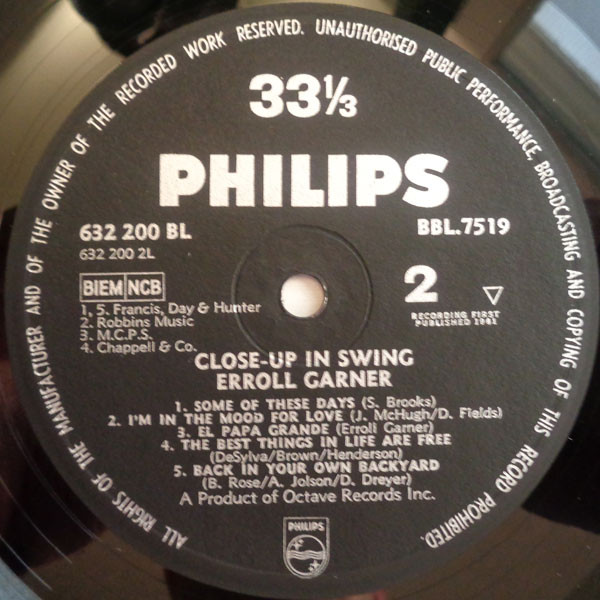 ALL RIGHTS OF THE MANUFACTURER AND OF THE OWNER OF THE RECORDED WORK RESERVED. UNAUTHORISED PUBLIC PERFORMANCE, BROADCASTING AND COPYING OF THIS RECORD PROHIBITED.
33⅓
PHILIPS
632 200 BL
BBL.7519
632 200 2L
BIEM NCB
2
1, 5. Francis, Day & Hunter
2. Robbins Music
3. M.C.P.S.
4. Chappell & Co.
RECORDING FIRST
PUBLISHED 1961
CLOSE-UP IN SWING
ERROLL GARNER
1. SOME OF THESE DAYS (S. Brooks)
2. I'M IN THE MOOD FOR LOVE (J. McHugh/D. Fields)
3. EL PAPA GRANDE (Erroll Garner)
4. THE BEST THINGS IN LIFE ARE FREE
(DeSylva/Brown/Henderson)
5. BACK IN YOUR OWN BACKYARD
(B. Rose/A. Jolson/D. Dreyer)
A Product of Octave Records Inc.
PHILIPS